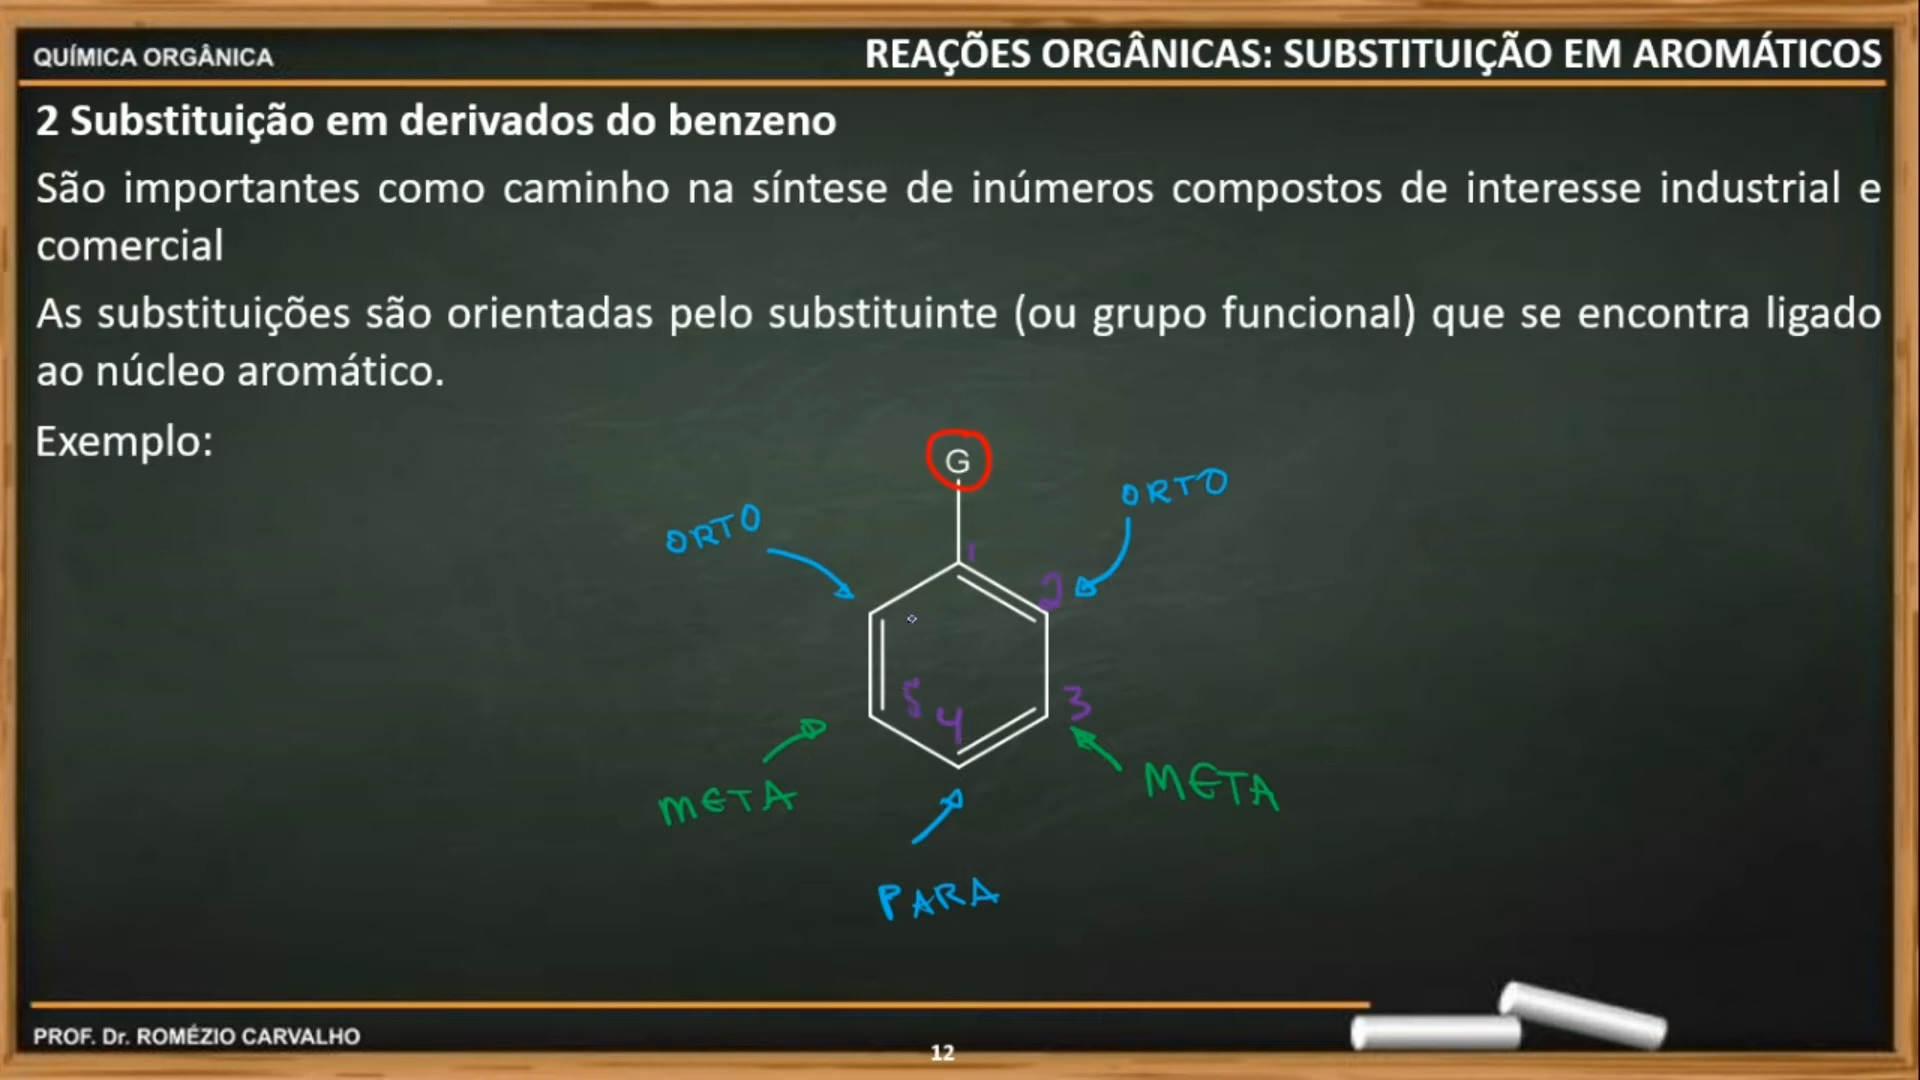 QUÍMICA ORGÂNICA
REAÇÕES ORGÂNICAS: SUBSTITUIÇÃO EM AROMÁTICOS
2 Substituição em derivados do benzeno
São importantes como caminho na síntese de inúmeros compostos de interesse industrial e
comercial
As substituições são orientadas pelo substituinte (ou grupo funcional) que se encontra ligado
ao núcleo aromático.
Exemplo:
G
ORTO
ORTO
1
2
5
4
3
META
META
PARA
PROF. Dr. ROMÉZIO CARVALHO
12